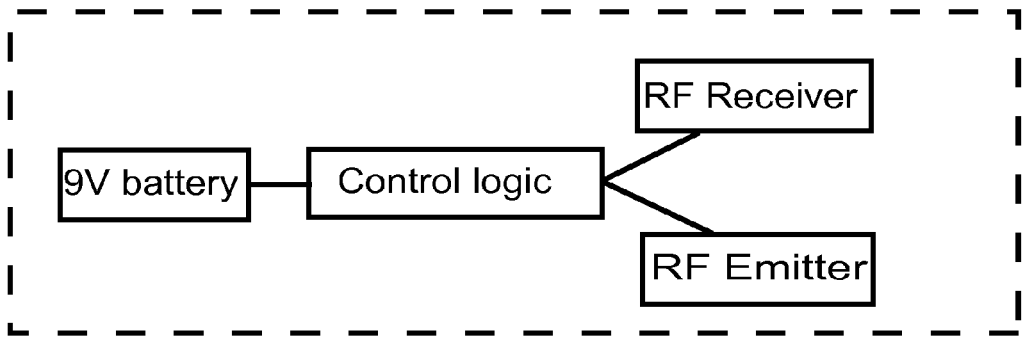 RF Receiver
9V battery
Control logic
RF Emitter